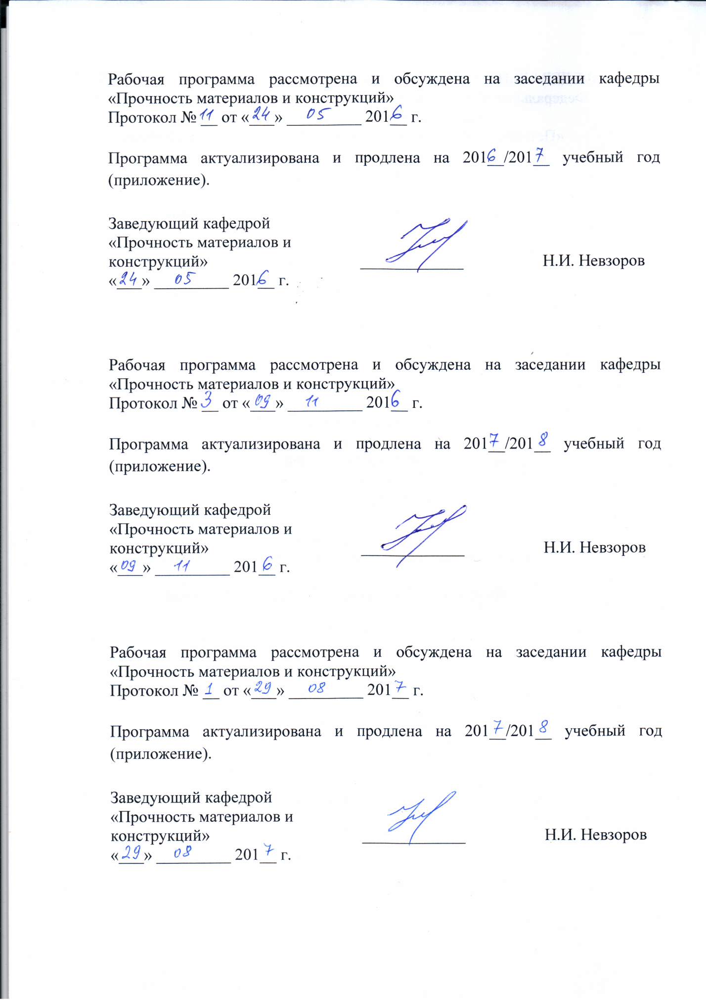 Рабочая программа рассмотрена и обсуждена на заседании кафедры
«Прочность материалов и конструкций»
Протокол № 11 от «24» 05 2016 г.
Программа актуализирована и продлена на 2016/2017 учебный год
(приложение).
Заведующий кафедрой
«Прочность материалов и
конструкций» Н.И. Невзоров
«24» 05 2016 г.
Рабочая программа рассмотрена и обсуждена на заседании кафедры
«Прочность материалов и конструкций»
Протокол № 3 от «09» 11 2016 г.
Программа актуализирована и продлена на 2017/2018 учебный год
(приложение).
Заведующий кафедрой
«Прочность материалов и
конструкций» Н.И. Невзоров
«09» 11 2016 г.
Рабочая программа рассмотрена и обсуждена на заседании кафедры
«Прочность материалов и конструкций»
Протокол № 1 от «29» 08 2017 г.
Программа актуализирована и продлена на 2017/2018 учебный год
(приложение).
Заведующий кафедрой
«Прочность материалов и
конструкций» Н.И. Невзоров
«29» 08 2017 г.